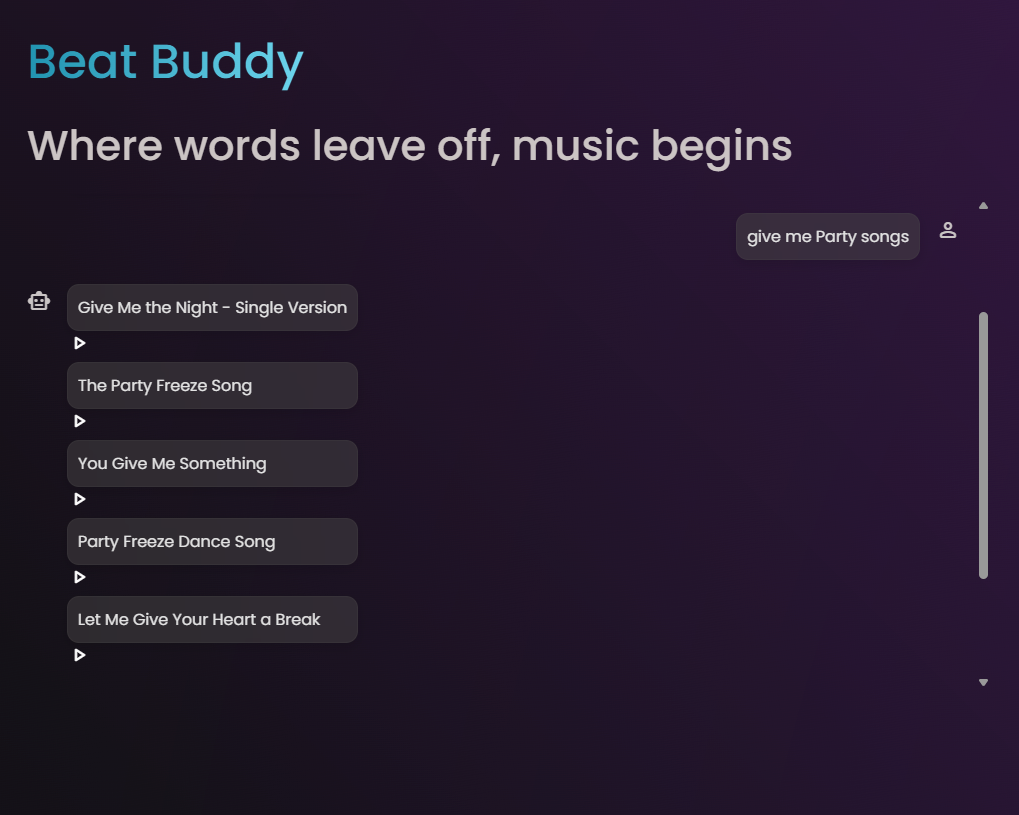 Beat Buddy
Where words leave off, music begins
give me Party songs
Give Me the Night - Single Version
The Party Freeze Song
You Give Me Something
Party Freeze Dance Song
Let Me Give Your Heart a Break